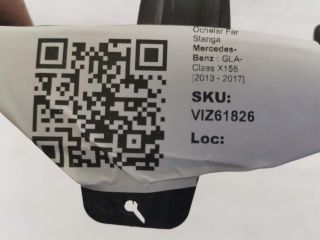 Ochelar Far
Stanga
Mercedes-
Benz : GLA-
Class X156
[2013 - 2017]
SKU:
VIZ61826
Loc: